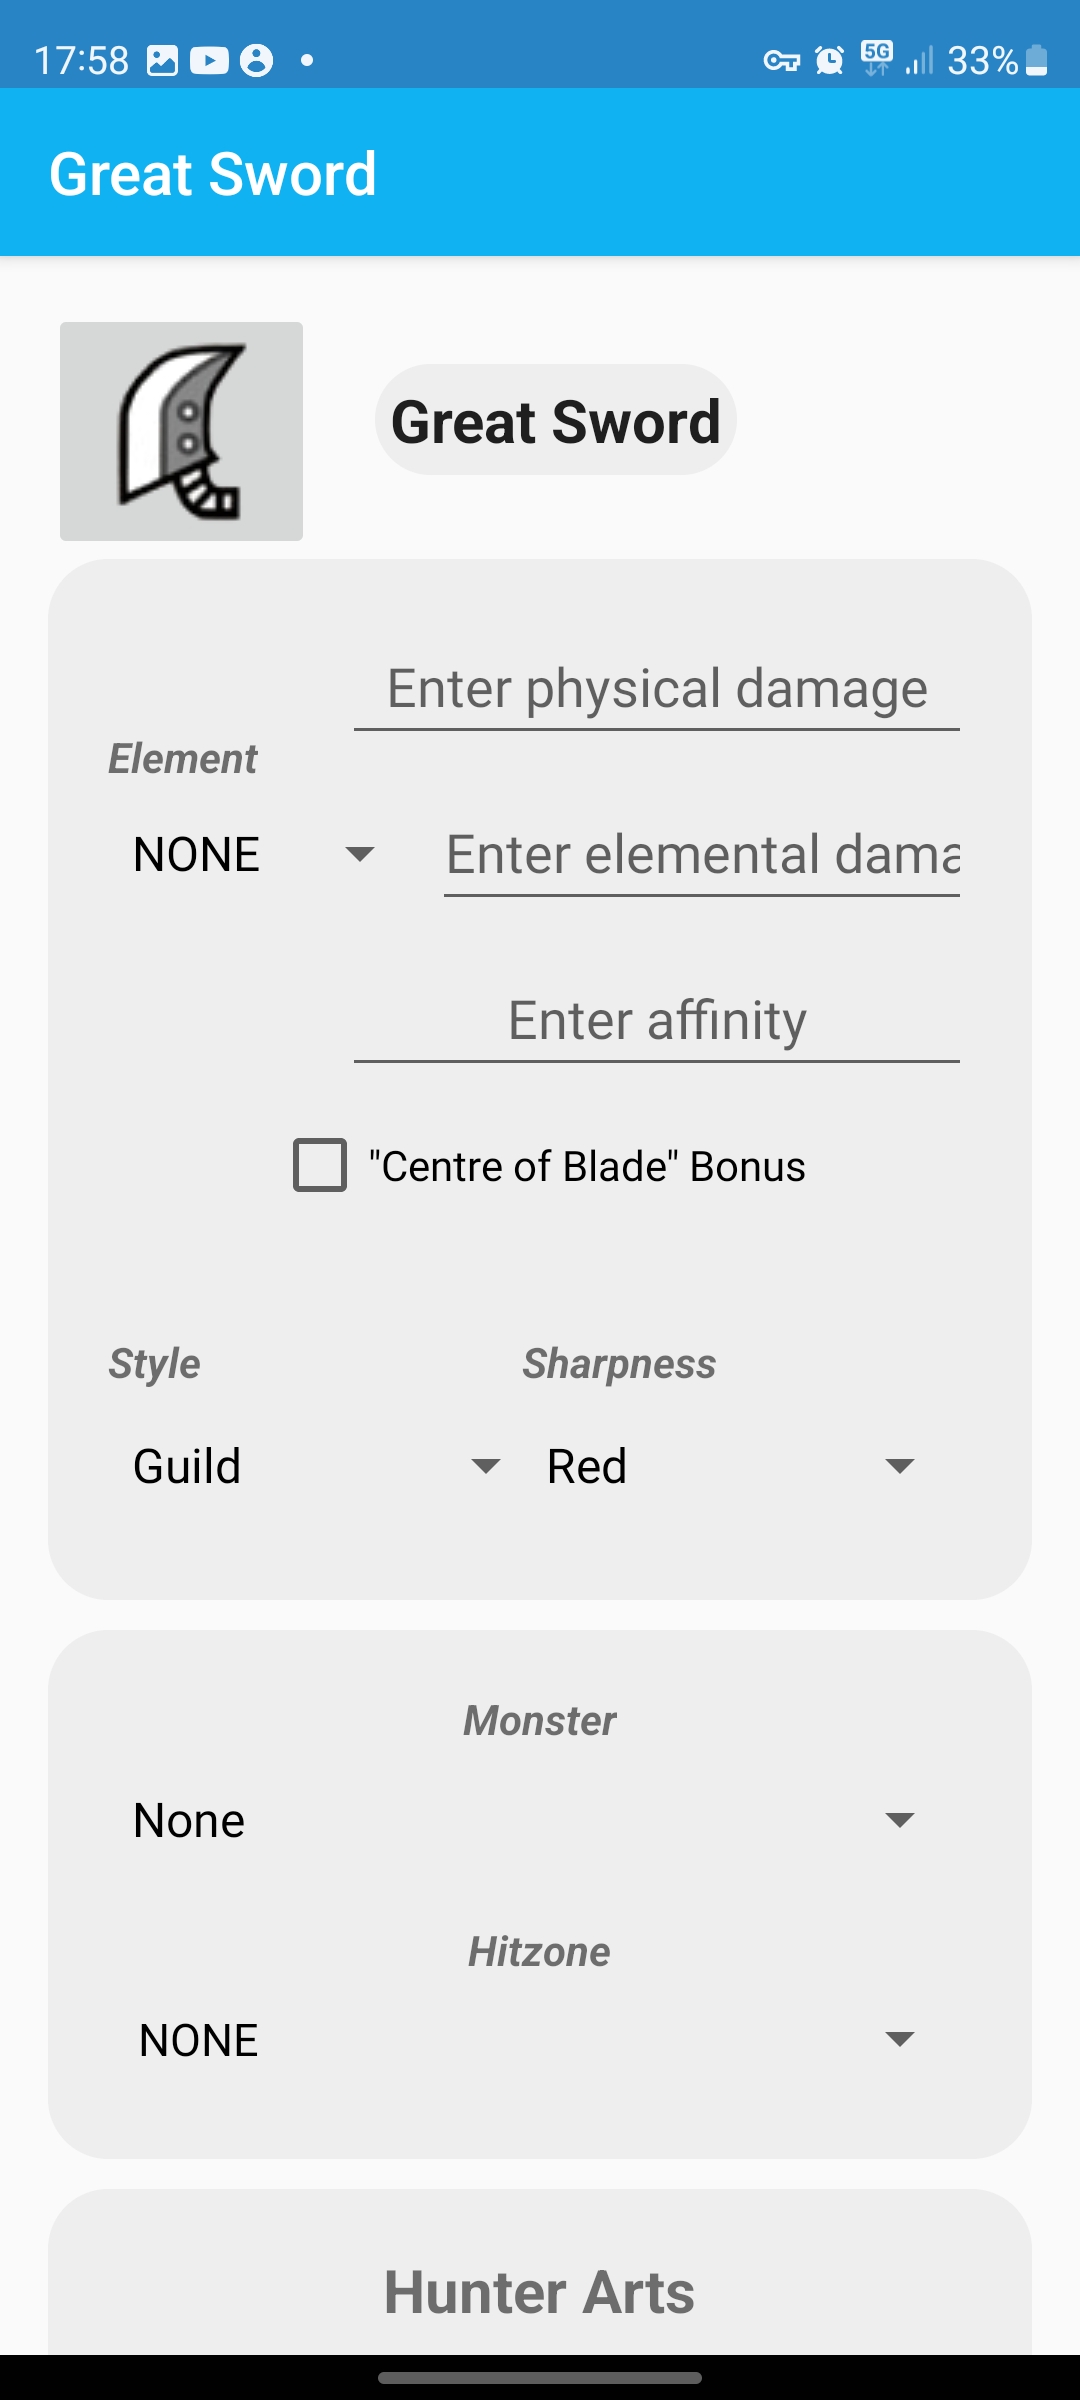 17:58 5G 33%
Great Sword
Great Sword
Enter physical damage
Element
NONE Enter elemental dama
Enter affinity
"Centre of Blade" Bonus
Style Sharpness
Guild Red
Monster
None
Hitzone
NONE
Hunter Arts